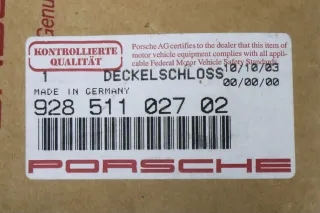 KONTROLLIERTE
QUALITÄT
Porsche AG certifies to the dealer that this item of
motor vehicle equipment complies with all appli-
cable Federal Motor Vehicle Safety Standards.
1 DECKELSCHLOSS 10/10/03
MADE IN GERMANY 00/00/00
928 511 027 02
PORSCHE